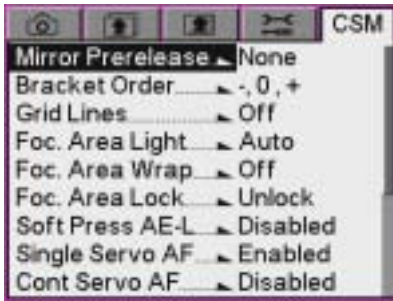 CSM
Mirror Prerelease None
Bracket Order -, 0, +
Grid Lines Off
Foc. Area Light Auto
Foc. Area Wrap Off
Foc. Area Lock Unlock
Soft Press AE-L Disabled
Single Servo AF Enabled
Cont Servo AF Disabled